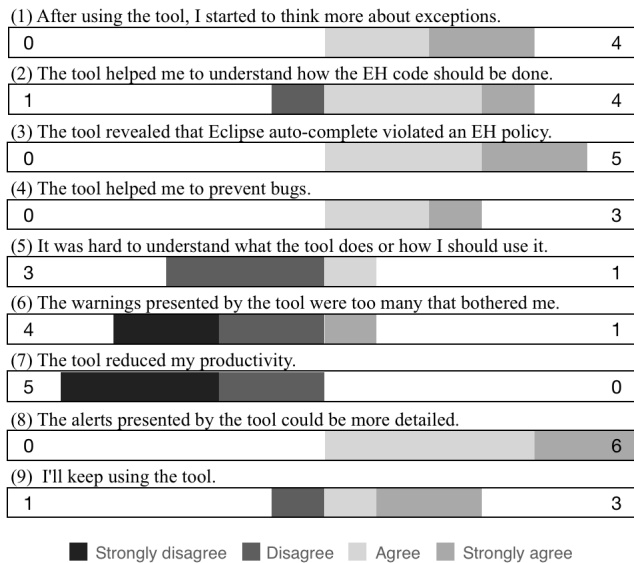 (1) After using the tool, I started to think more about exceptions.
0 4
(2) The tool helped me to understand how the EH code should be done.
1 4
(3) The tool revealed that Eclipse auto-complete violated an EH policy.
0 5
(4) The tool helped me to prevent bugs.
0 3
(5) It was hard to understand what the tool does or how I should use it.
3 1
(6) The warnings presented by the tool were too many that bothered me.
4 1
(7) The tool reduced my productivity.
5 0
(8) The alerts presented by the tool could be more detailed.
0 6
(9) I'll keep using the tool.
1 3
Strongly disagree Disagree Agree Strongly agree